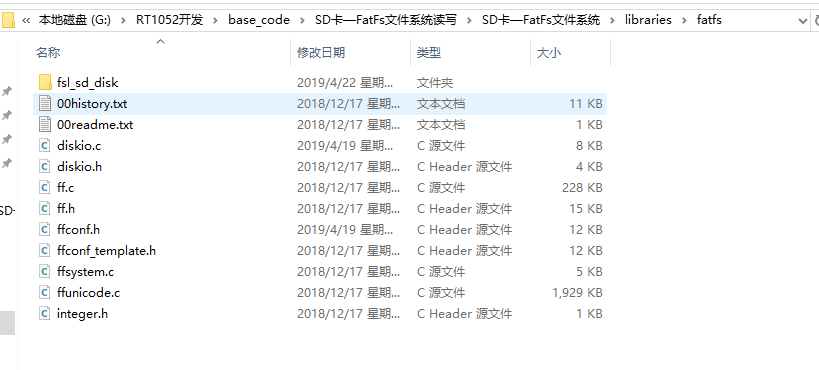 « 本地磁盘 (G:) › RT1052开发 › base_code › SD卡—FatFs文件系统读写 › SD卡—FatFs文件系统 › libraries › fatfs
名称 修改日期 类型 大小
fsl_sd_disk 2019/4/22 星期... 文件夹
00history.txt 2018/12/17 星期... 文本文档 11 KB
00readme.txt 2018/12/17 星期... 文本文档 1 KB
diskio.c 2019/4/19 星期... C 源文件 8 KB
diskio.h 2018/12/17 星期... C Header 源文件 4 KB
ff.c 2018/12/17 星期... C 源文件 228 KB
ff.h 2018/12/17 星期... C Header 源文件 15 KB
SD-
ffconf.h 2019/4/19 星期... C Header 源文件 12 KB
ffconf_template.h 2018/12/17 星期... C Header 源文件 12 KB
ffsystem.c 2018/12/17 星期... C 源文件 5 KB
ffunicode.c 2018/12/17 星期... C 源文件 1,929 KB
integer.h 2018/12/17 星期... C Header 源文件 1 KB